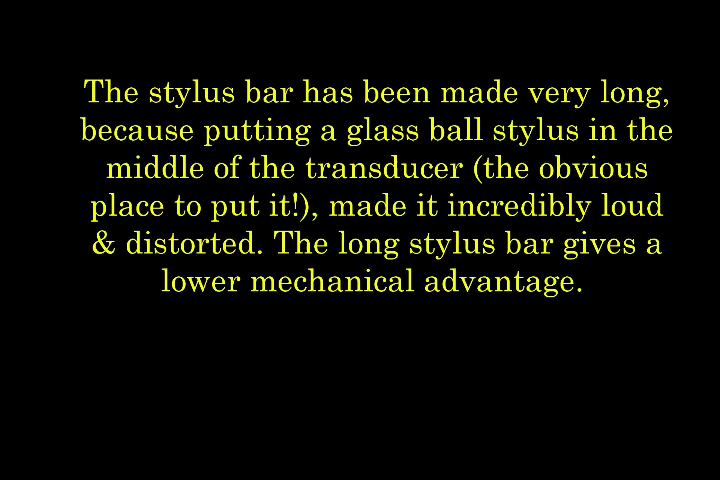 The stylus bar has been made very long,
because putting a glass ball stylus in the
middle of the transducer (the obvious
place to put it!), made it incredibly loud
& distorted. The long stylus bar gives a
lower mechanical advantage.